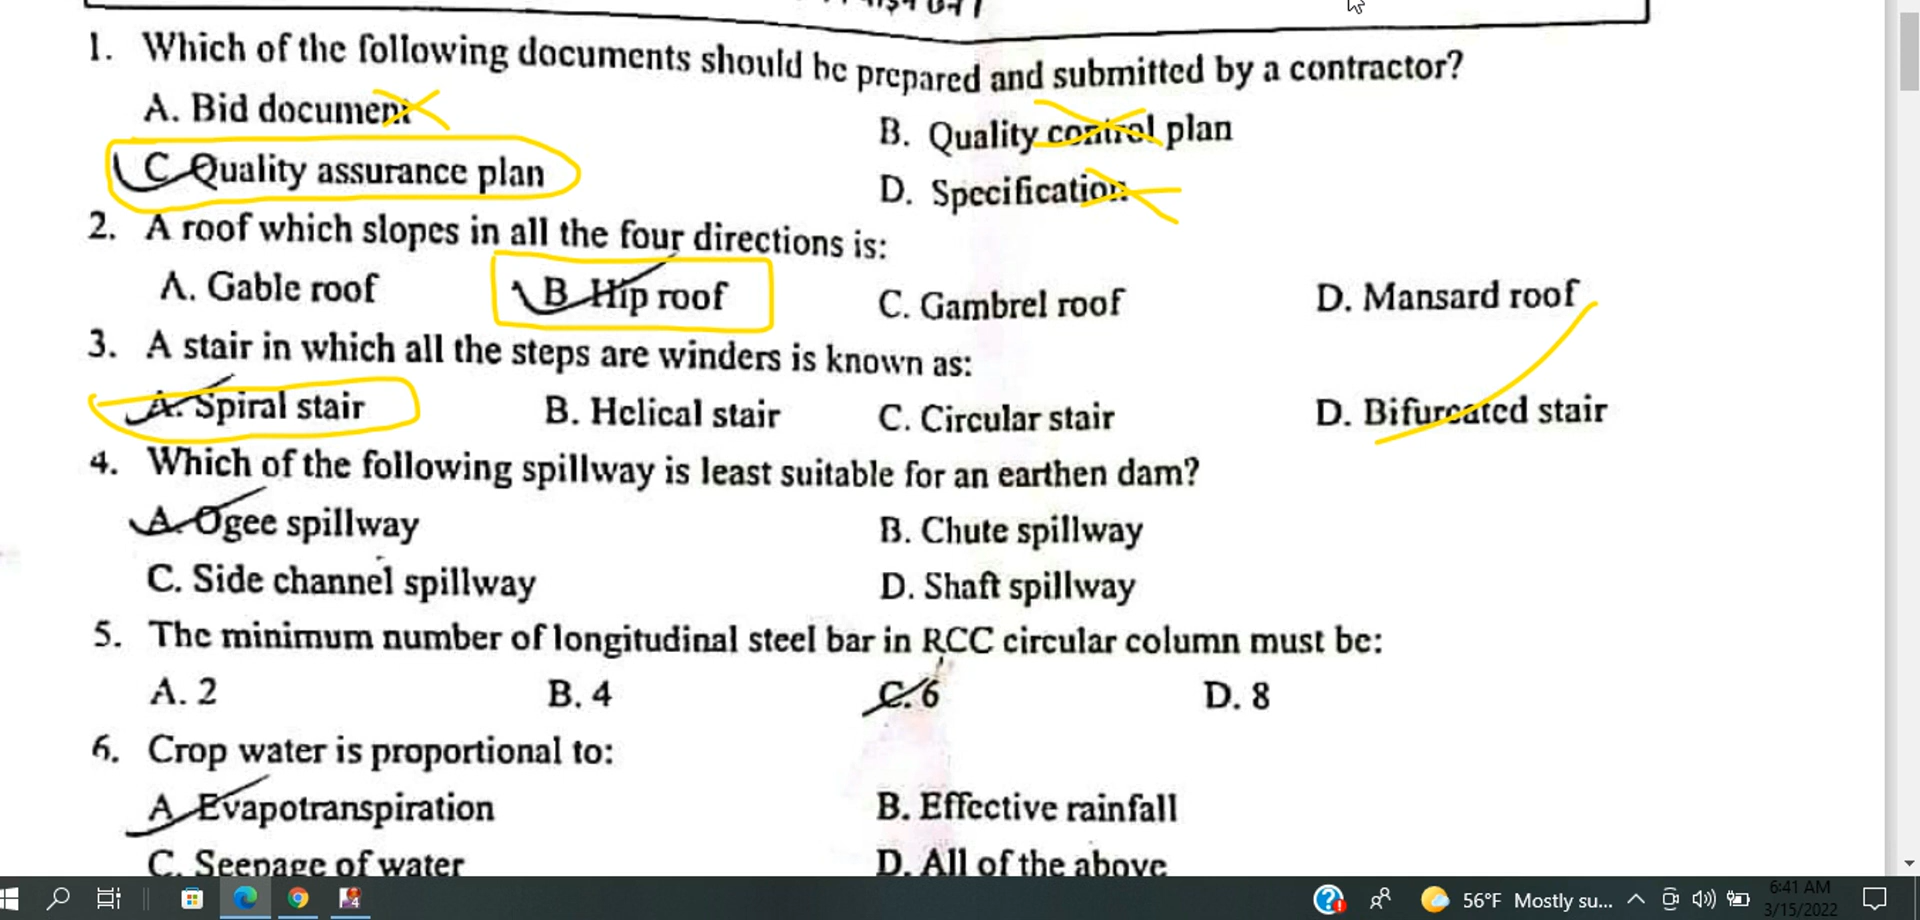 1. Which of the following documents should be prepared and submitted by a contractor?
A. Bid document
B. Quality control plan
C Quality assurance plan
D. Specification
2. A roof which slopes in all the four directions is:
A. Gable roof B Hip roof C. Gambrel roof D. Mansard roof
3. A stair in which all the steps are winders is known as:
A. Spiral stair B. Helical stair C. Circular stair D. Bifurcated stair
4. Which of the following spillway is least suitable for an earthen dam?
A. Ogee spillway B. Chute spillway
C. Side channel spillway D. Shaft spillway
5. The minimum number of longitudinal steel bar in RCC circular column must be:
A. 2 B. 4 C. 6 D. 8
6. Crop water is proportional to:
A Evapotranspiration B. Effective rainfall
C. Seepage of water D. All of the above
56°F Mostly su... 6:41 AM
3/15/2022